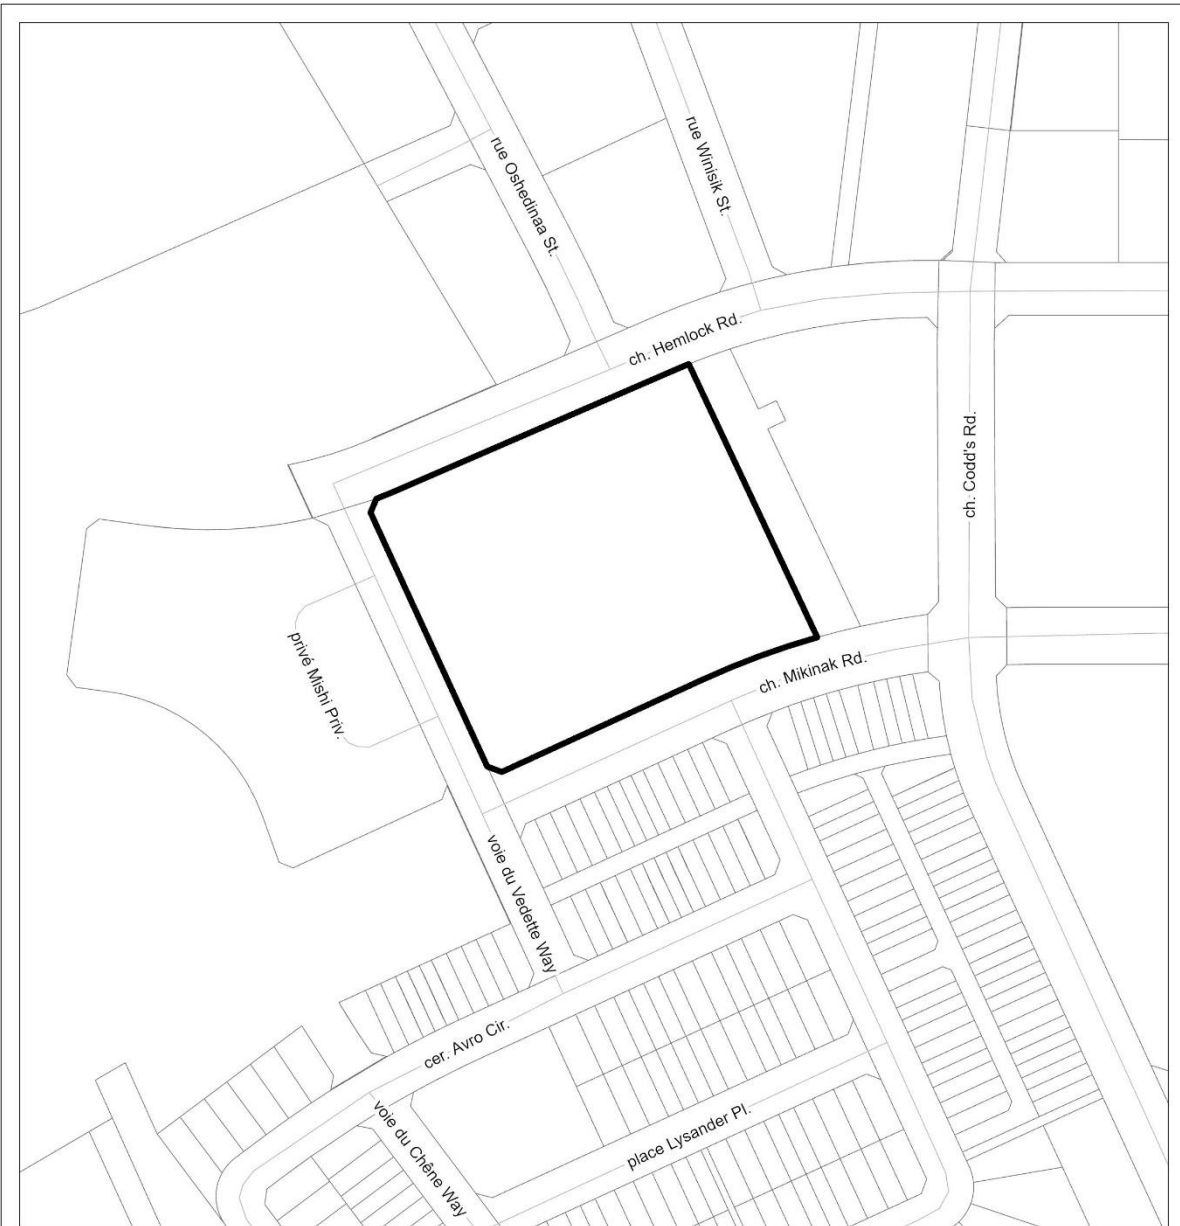 rue Oshedinaa St.
rue Winisik St.
ch. Hemlock Rd.
ch. Codd's Rd.
privé Mishi Priv.
ch. Mikinak Rd.
voie du Vedette Way
cer. Avro Cir.
voie du Chêne Way
place Lysander Pl.